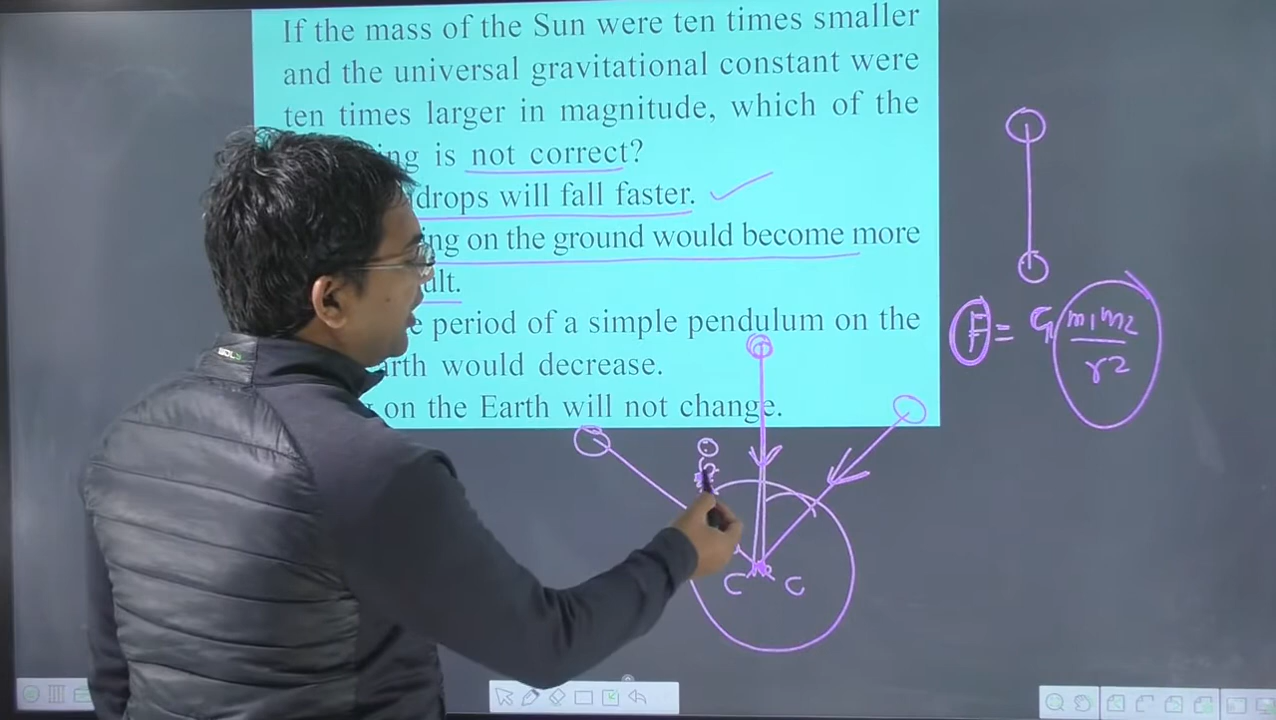 If the mass of the Sun were ten times smaller
and the universal gravitational constant were
ten times larger in magnitude, which of the
is not correct?
drops will fall faster.
on the ground would become more
period of a simple pendulum on the
would decrease.
on the Earth will not change.
F = G m1m2
r2
C C